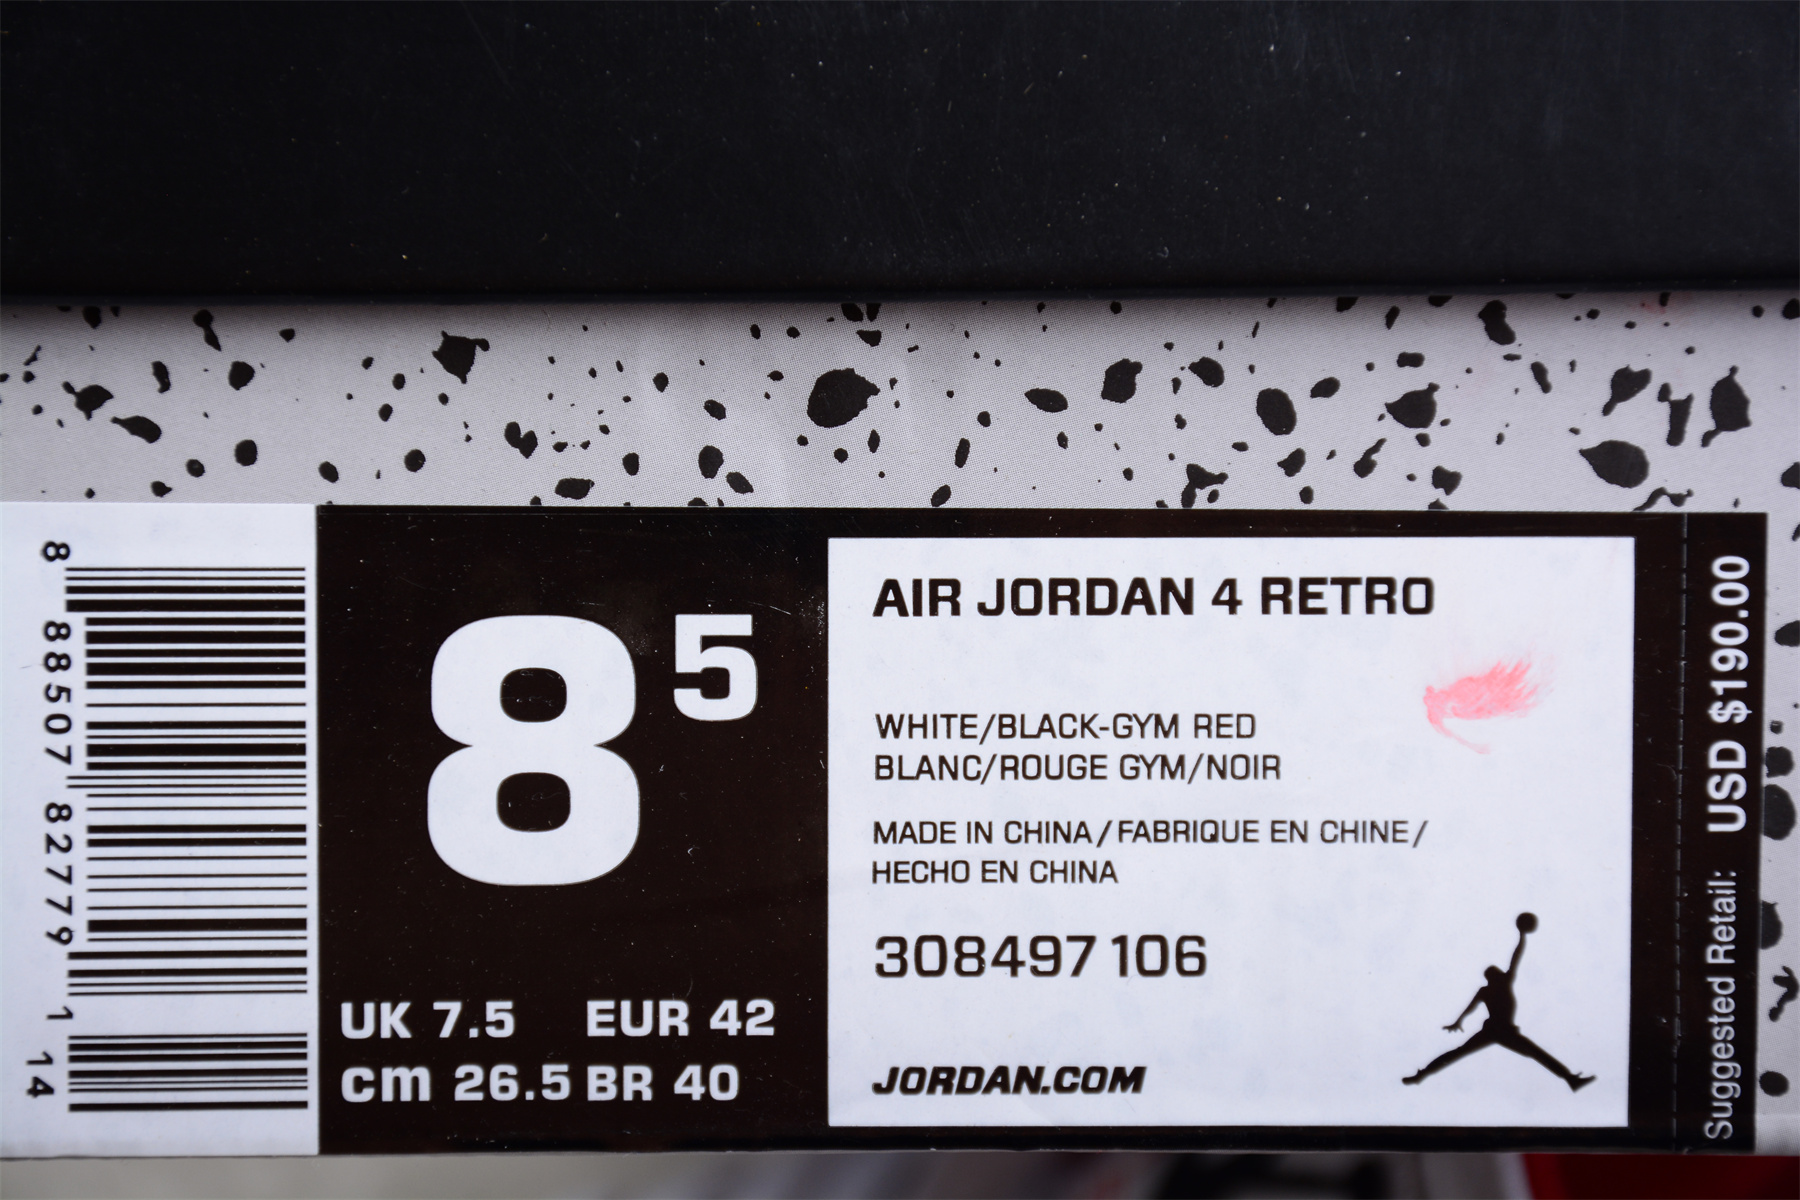 8 88507 82779 1 14
8 5
UK 7.5 EUR 42
cm 26.5 BR 40
AIR JORDAN 4 RETRO
WHITE/BLACK-GYM RED
BLANC/ROUGE GYM/NOIR
MADE IN CHINA/FABRIQUE EN CHINE/
HECHO EN CHINA
308497 106
JORDAN.COM
Suggested Retail: USD $190.00